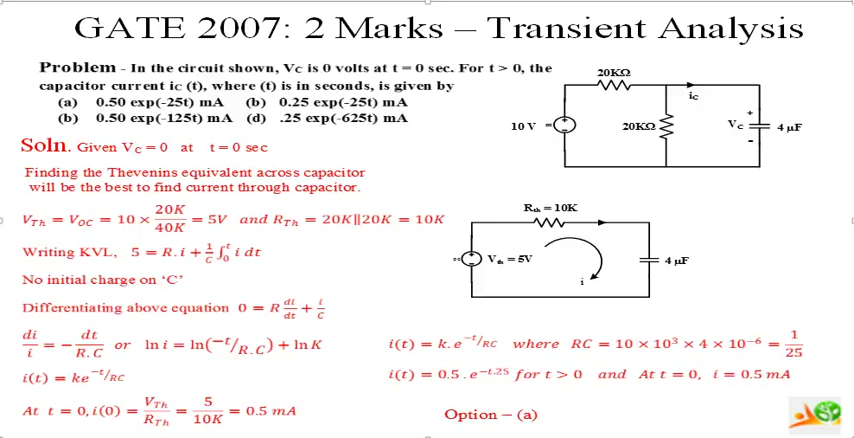 GATE 2007: 2 Marks – Transient Analysis
Problem - In the circuit shown, VC is 0 volts at t = 0 sec. For t > 0, the
capacitor current iC (t), where (t) is in seconds, is given by
(a) 0.50 exp(-25t) mA (b) 0.25 exp(-25t) mA
(b) 0.50 exp(-125t) mA (d) .25 exp(-625t) mA
20KΩ
iC
10 V
20KΩ
+
VC
-
4 µF
Soln. Given VC = 0 at t = 0 sec
Finding the Thevenins equivalent across capacitor
will be the best to find current through capacitor.
V_Th = V_OC = 10 × 20K/40K = 5V and R_Th = 20K||20K = 10K
Writing KVL, 5 = R.i + 1/C ∫₀ᵗ i dt
No initial charge on ‘C’
Differentiating above equation 0 = R di/dt + i/C
di/i = − dt/R.C or ln i = ln(−t/R.C) + ln K
i(t) = ke^−t/RC
At t = 0, i(0) = V_Th/R_Th = 5/10K = 0.5 mA
Rth = 10K
Vth = 5V
i
4 µF
i(t) = k.e^−t/RC where RC = 10 × 10³ × 4 × 10⁻⁶ = 1/25
i(t) = 0.5 . e^−t.25 for t > 0 and At t = 0, i = 0.5 mA
Option – (a)